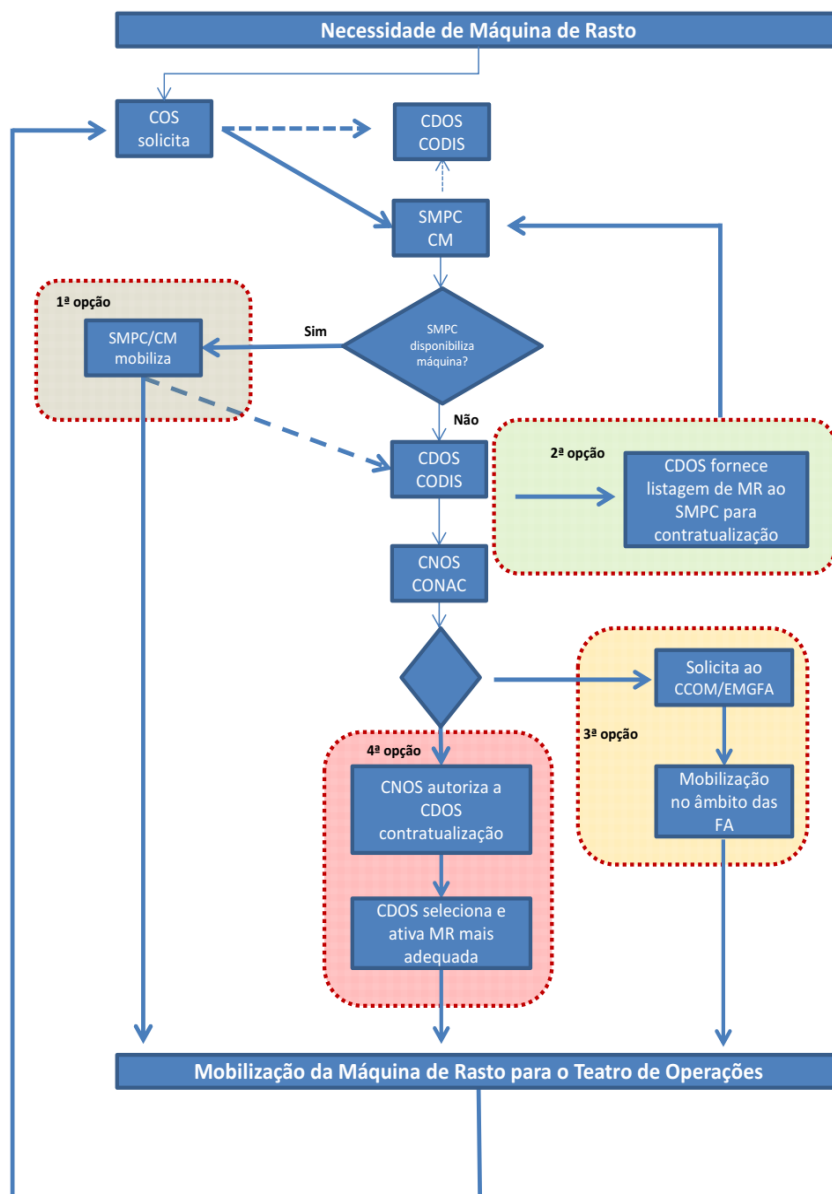 Necessidade de Máquina de Rasto
COS
solicita
CDOS
CODIS
SMPC
CM
1ª opção
SMPC/CM
mobiliza
Sim
SMPC
disponibiliza
máquina?
Não
CDOS
CODIS
2ª opção
CDOS fornece
listagem de MR ao
SMPC para
contratualização
CNOS
CONAC
Solicita ao
CCOM/EMGFA
3ª opção
Mobilização
no âmbito das
FA
4ª opção
CNOS autoriza a
CDOS
contratualização
CDOS seleciona e
ativa MR mais
adequada
Mobilização da Máquina de Rasto para o Teatro de Operações